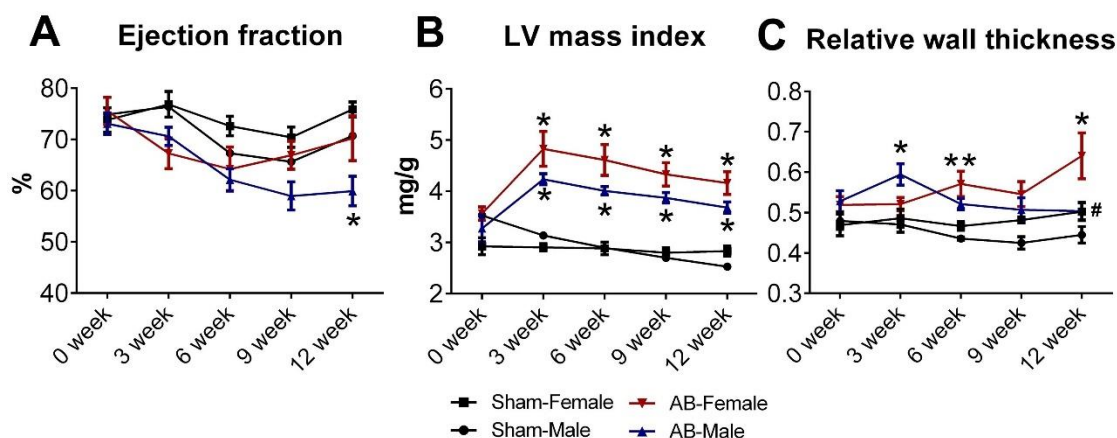 A Ejection fraction
B LV mass index
C Relative wall thickness
80
70
60
50
40
%
*
0 week
3 week
6 week
9 week
12 week
6
5
4
3
2
mg/g
* * * *
* * * *
0 week
3 week
6 week
9 week
12 week
0.8
0.7
0.6
0.5
0.4
0.3
* ** *
#
0 week
3 week
6 week
9 week
12 week
Sham-Female AB-Female
Sham-Male AB-Male